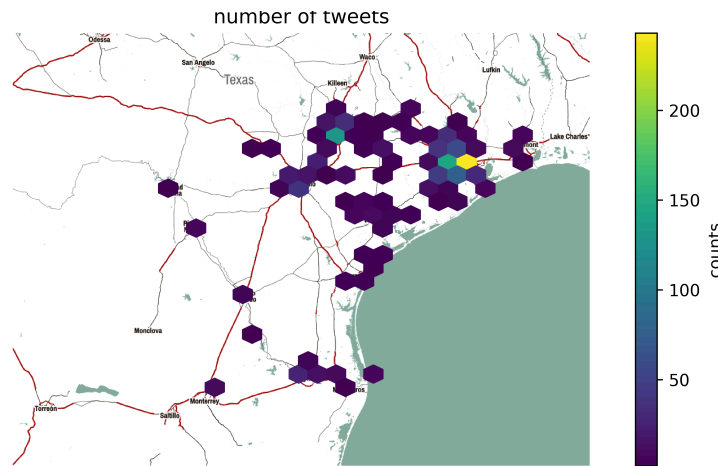 number of tweets
Odessa
Waco
San Angelo
Lufkin
Texas
Killeen
Lake Charles
Monclova
Monterrey
Torreón
Saltillo
200
150
100
50
counts